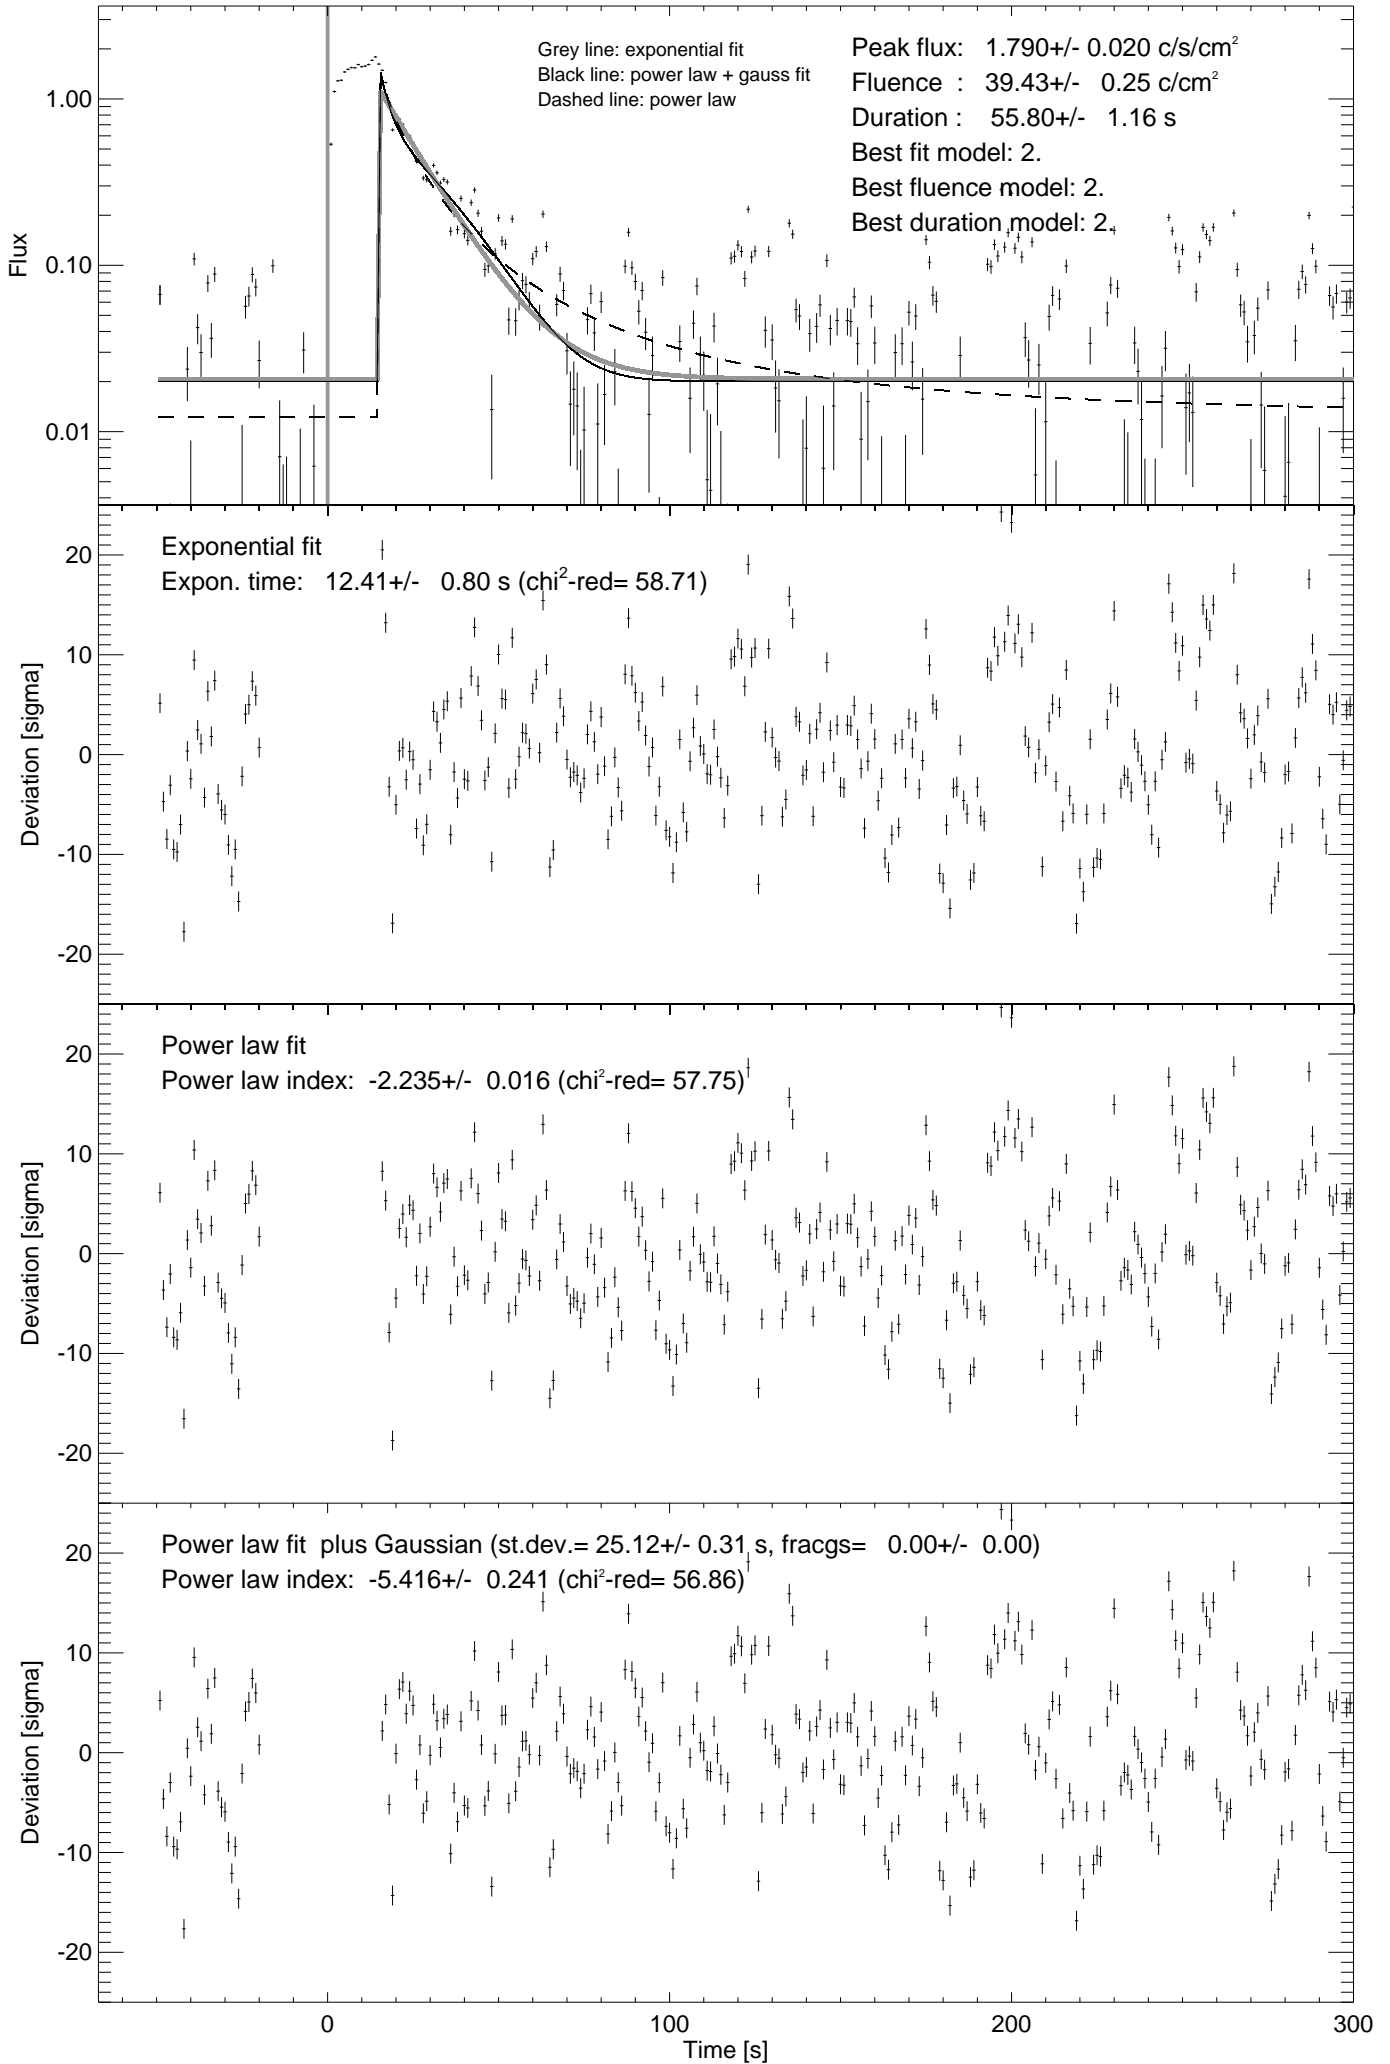 Grey line: exponential fit
Black line: power law + gauss fit
Dashed line: power law
Peak flux: 1.790+/- 0.020 c/s/cm²
Fluence : 39.43+/- 0.25 c/cm²
Duration : 55.80+/- 1.16 s
Best fit model: 2.
Best fluence model: 2.
Best duration model: 2.
1.00
0.10
0.01
Flux
Exponential fit
Expon. time: 12.41+/- 0.80 s (chi²-red= 58.71)
20
10
0
-10
-20
Deviation [sigma]
Power law fit
Power law index: -2.235+/- 0.016 (chi²-red= 57.75)
20
10
0
-10
-20
Deviation [sigma]
Power law fit plus Gaussian (st.dev.= 25.12+/- 0.31 s, fracgs= 0.00+/- 0.00)
Power law index: -5.416+/- 0.241 (chi²-red= 56.86)
20
10
0
-10
-20
Deviation [sigma]
0 100 200 300
Time [s]